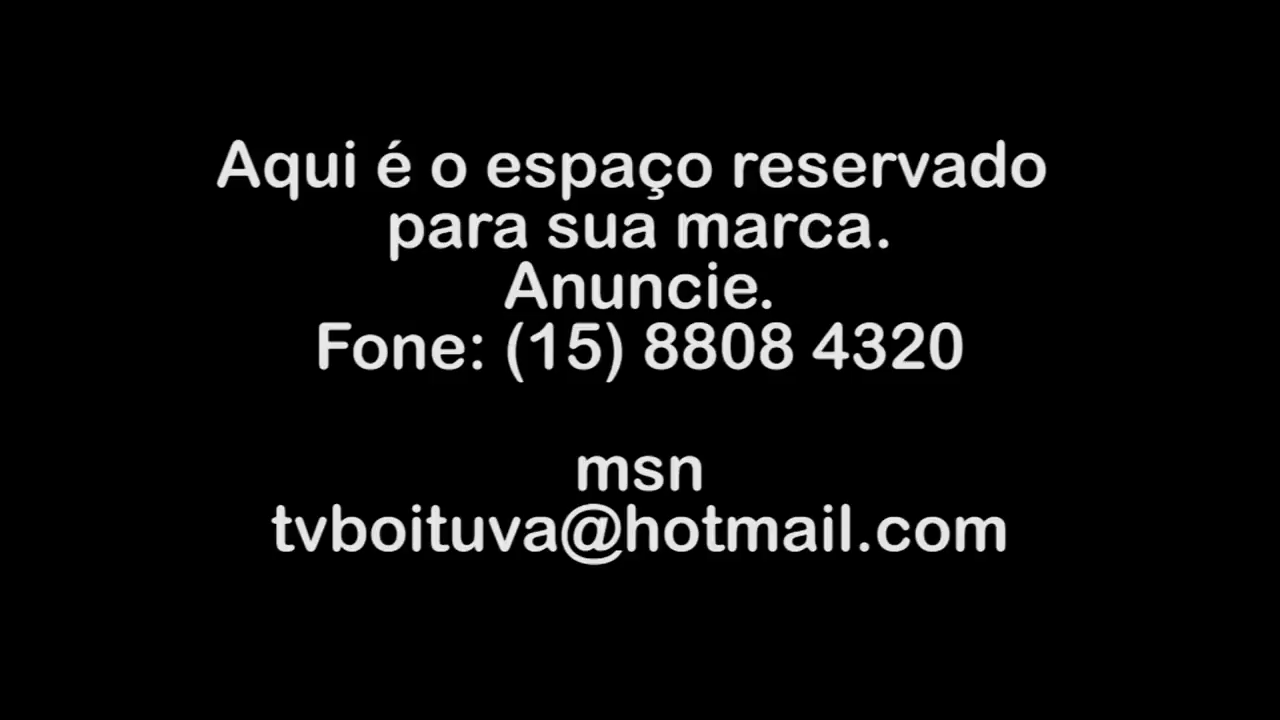 Aqui é o espaço reservado
para sua marca.
Anuncie.
Fone: (15) 8808 4320
msn
tvboituva@hotmail.com